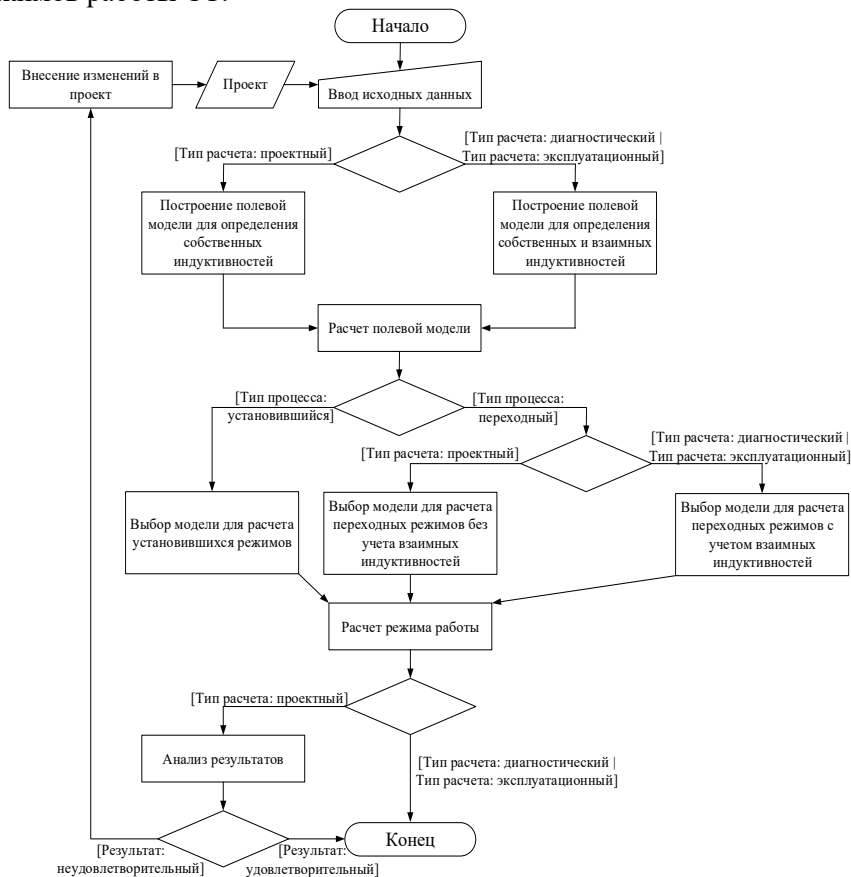 работы
Начало
Внесение изменений в
проект
Проект
Ввод исходных данных
[Тип расчета: проектный]
[Тип расчета: диагностический |
Тип расчета: эксплуатационный]
Построение полевой
модели для определения
собственных
индуктивностей
Построение полевой
модели для определения
собственных и взаимных
индуктивностей
Расчет полевой модели
[Тип процесса:
установившийся]
[Тип процесса:
переходный]
[Тип расчета: проектный]
[Тип расчета: диагностический |
Тип расчета: эксплуатационный]
Выбор модели для расчета
установившихся режимов
Выбор модели для расчета
переходных режимов без
учета взаимных
индуктивностей
Выбор модели для расчета
переходных режимов с
учетом взаимных
индуктивностей
Расчет режима работы
[Тип расчета: проектный]
Анализ результатов
[Тип расчета: диагностический |
Тип расчета: эксплуатационный]
Конец
[Результат:
неудовлетворительный]
[Результат:
удовлетворительный]